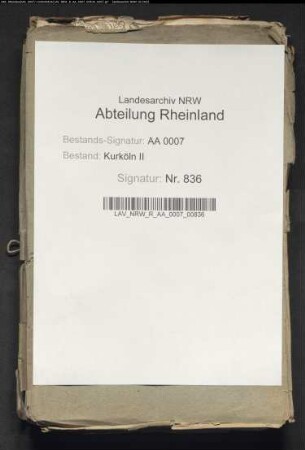 Landesarchiv NRW
Abteilung Rheinland
Bestands-Signatur: AA 0007
Bestand: Kurköln II
Signatur: Nr. 836
LAV_NRW_R_AA_0007_00836